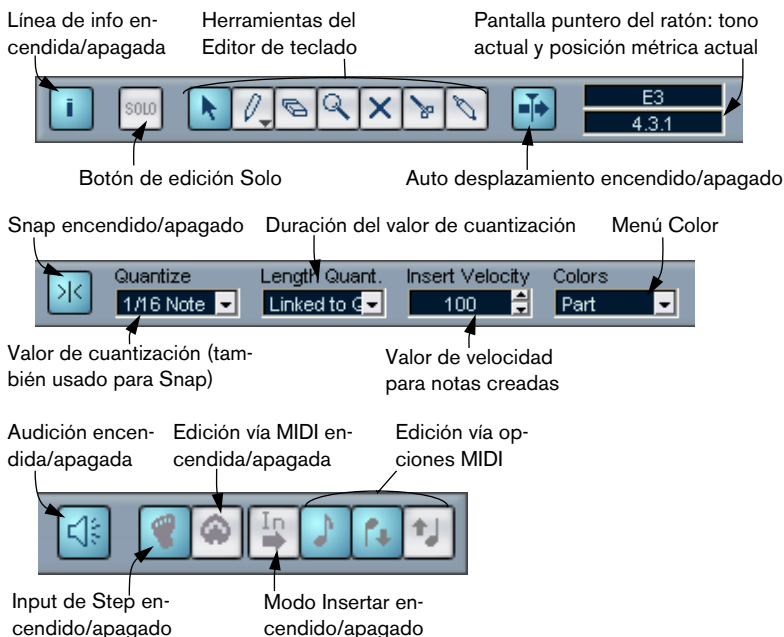 Línea de info en-
cendida/apagada
Herramientas del
Editor de teclado
Pantalla puntero del ratón: tono
actual y posición métrica actual
i
SOLO
E3
4.3.1
Botón de edición Solo
Auto desplazamiento encendido/apagado
Snap encendido/apagado
Duración del valor de cuantización
Menú Color
Quantize
Length Quant.
Insert Velocity
Colors
1/16 Note
Linked to Q
100
Part
Valor de cuantización (tam-
bién usado para Snap)
Valor de velocidad
para notas creadas
Audición encen-
dida/apagada
Edición vía MIDI en-
cendida/apagada
Edición vía op-
ciones MIDI
In
Input de Step en-
cendido/apagado
Modo Insertar en-
cendido/apagado